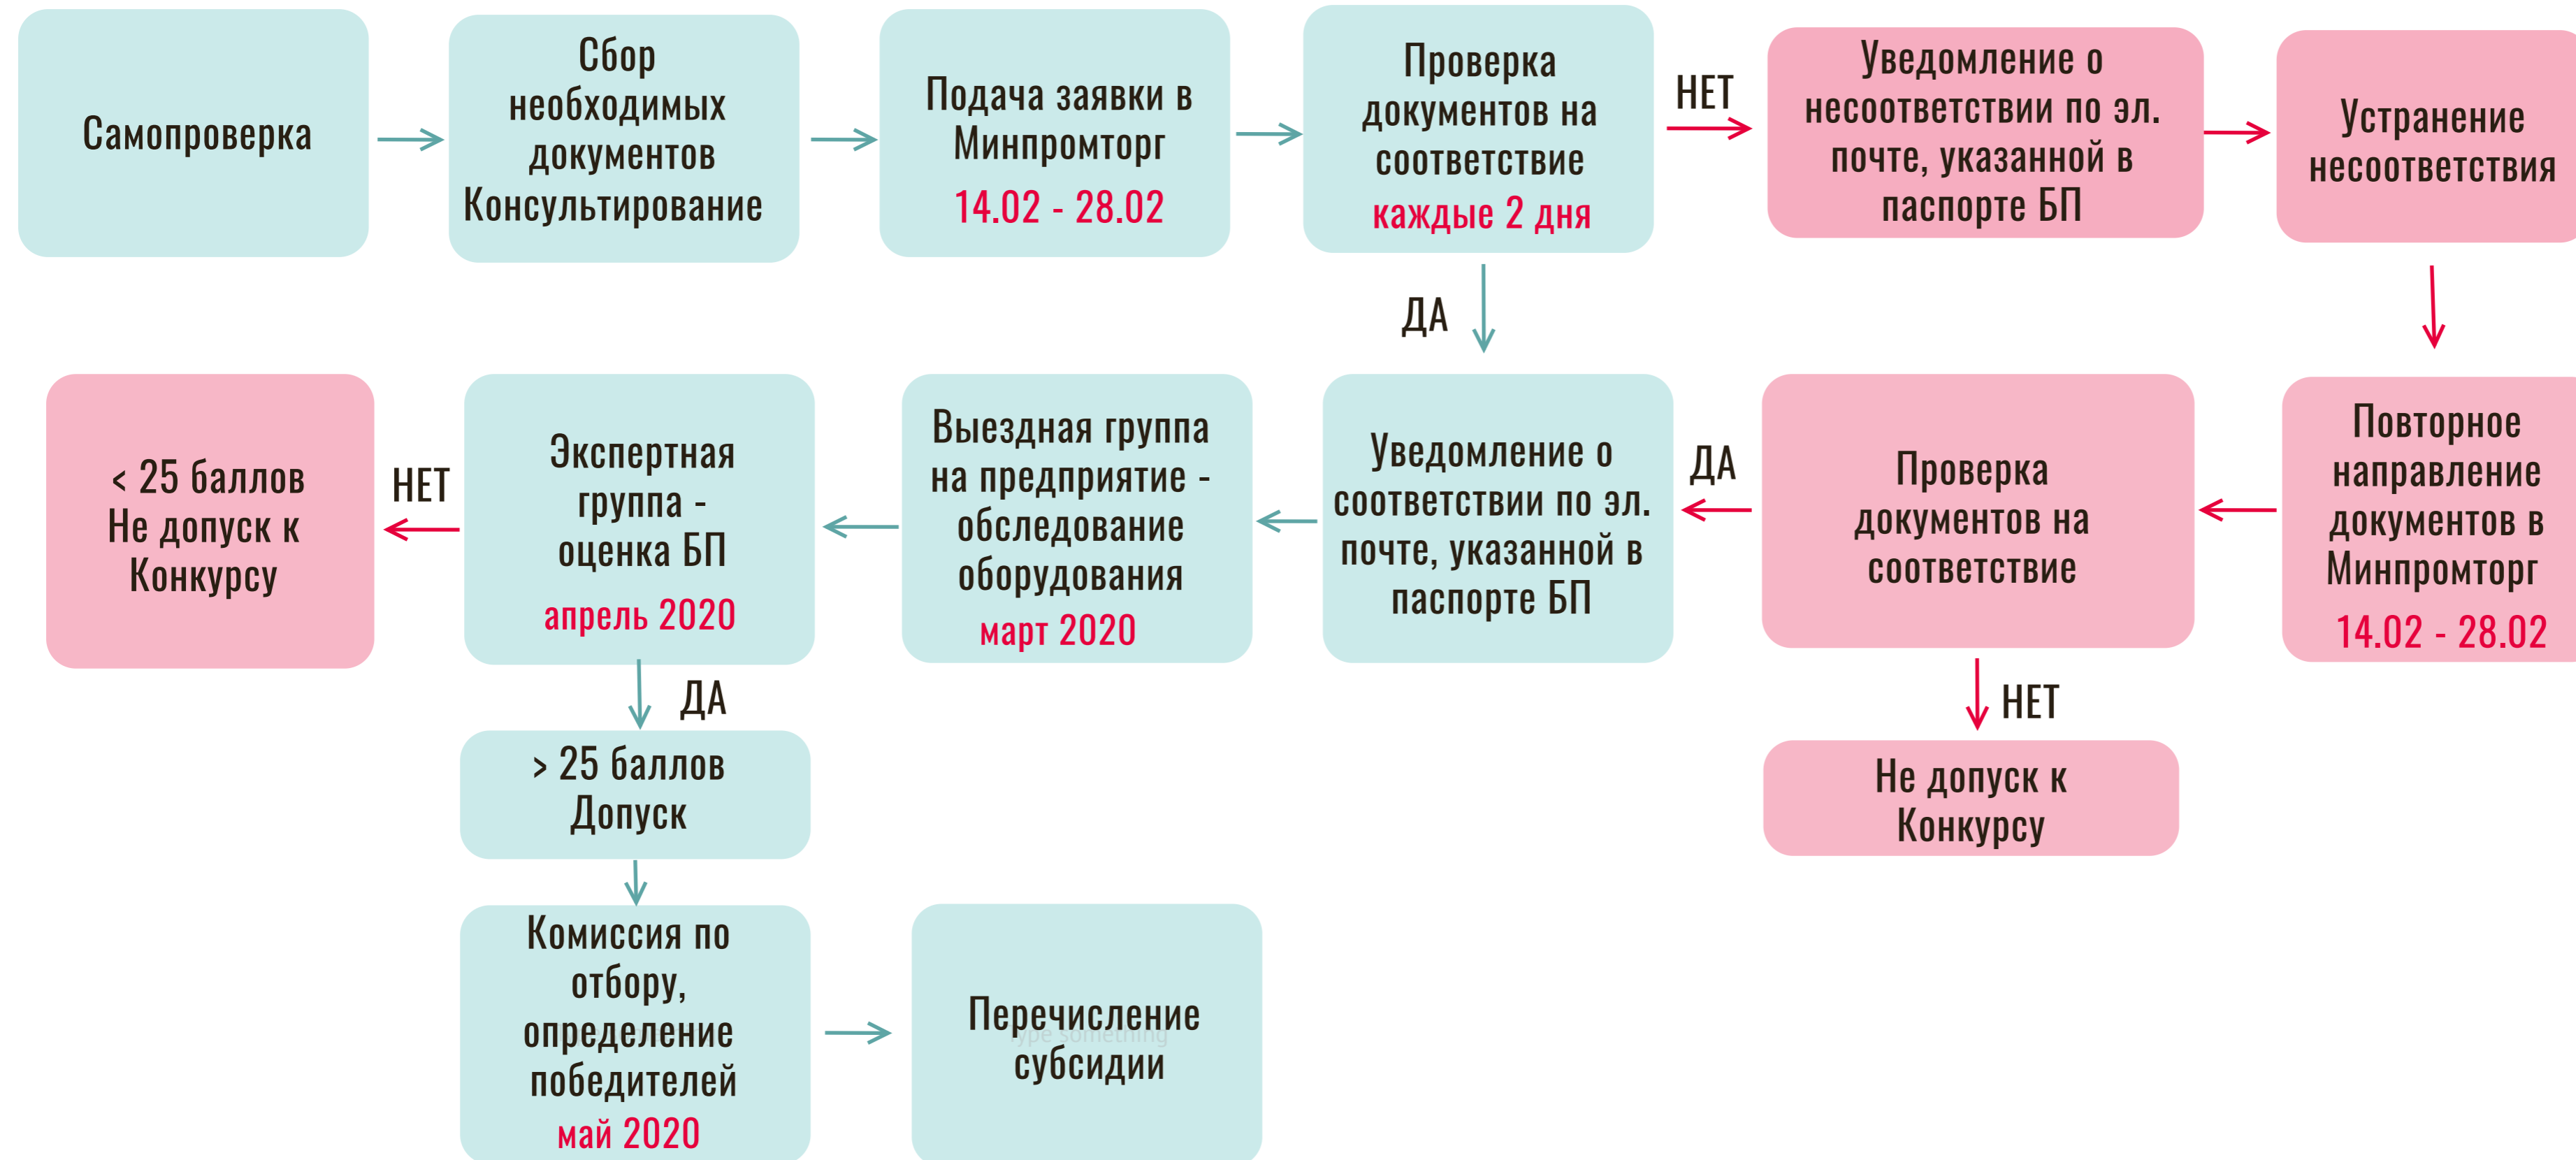 Самопроверка
Сбор
необходимых
документов
Консультирование
Подача заявки в
Минпромторг
14.02 - 28.02
Проверка
документов на
соответствие
каждые 2 дня
НЕТ
Уведомление о
несоответствии по эл.
почте, указанной в
паспорте БП
Устранение
несоответствия
ДА
< 25 баллов
Не допуск к
Конкурсу
НЕТ
Экспертная
группа -
оценка БП
апрель 2020
Выездная группа
на предприятие -
обследование
оборудования
март 2020
Уведомление о
соответствии по эл.
почте, указанной в
паспорте БП
ДА
Проверка
документов на
соответствие
Повторное
направление
документов в
Минпромторг
14.02 - 28.02
ДА
НЕТ
> 25 баллов
Допуск
Не допуск к
Конкурсу
Комиссия по
отбору,
определение
победителей
май 2020
Перечисление
Type something
субсидии